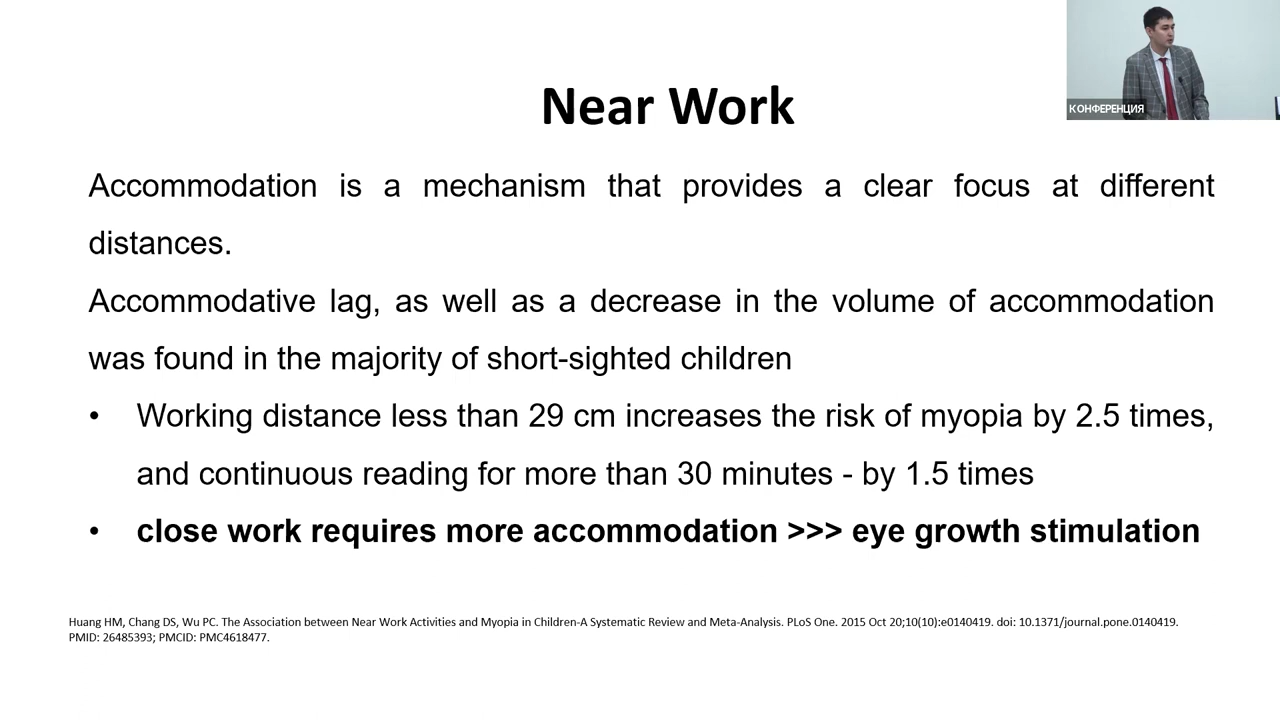 КОНФЕРЕНЦИЯ
Near Work
Accommodation is a mechanism that provides a clear focus at different
distances.
Accommodative lag, as well as a decrease in the volume of accommodation
was found in the majority of short-sighted children
• Working distance less than 29 cm increases the risk of myopia by 2.5 times,
and continuous reading for more than 30 minutes - by 1.5 times
• close work requires more accommodation >>> eye growth stimulation
Huang HM, Chang DS, Wu PC. The Association between Near Work Activities and Myopia in Children-A Systematic Review and Meta-Analysis. PLoS One. 2015 Oct 20;10(10):e0140419. doi: 10.1371/journal.pone.0140419.
PMID: 26485393; PMCID: PMC4618477.